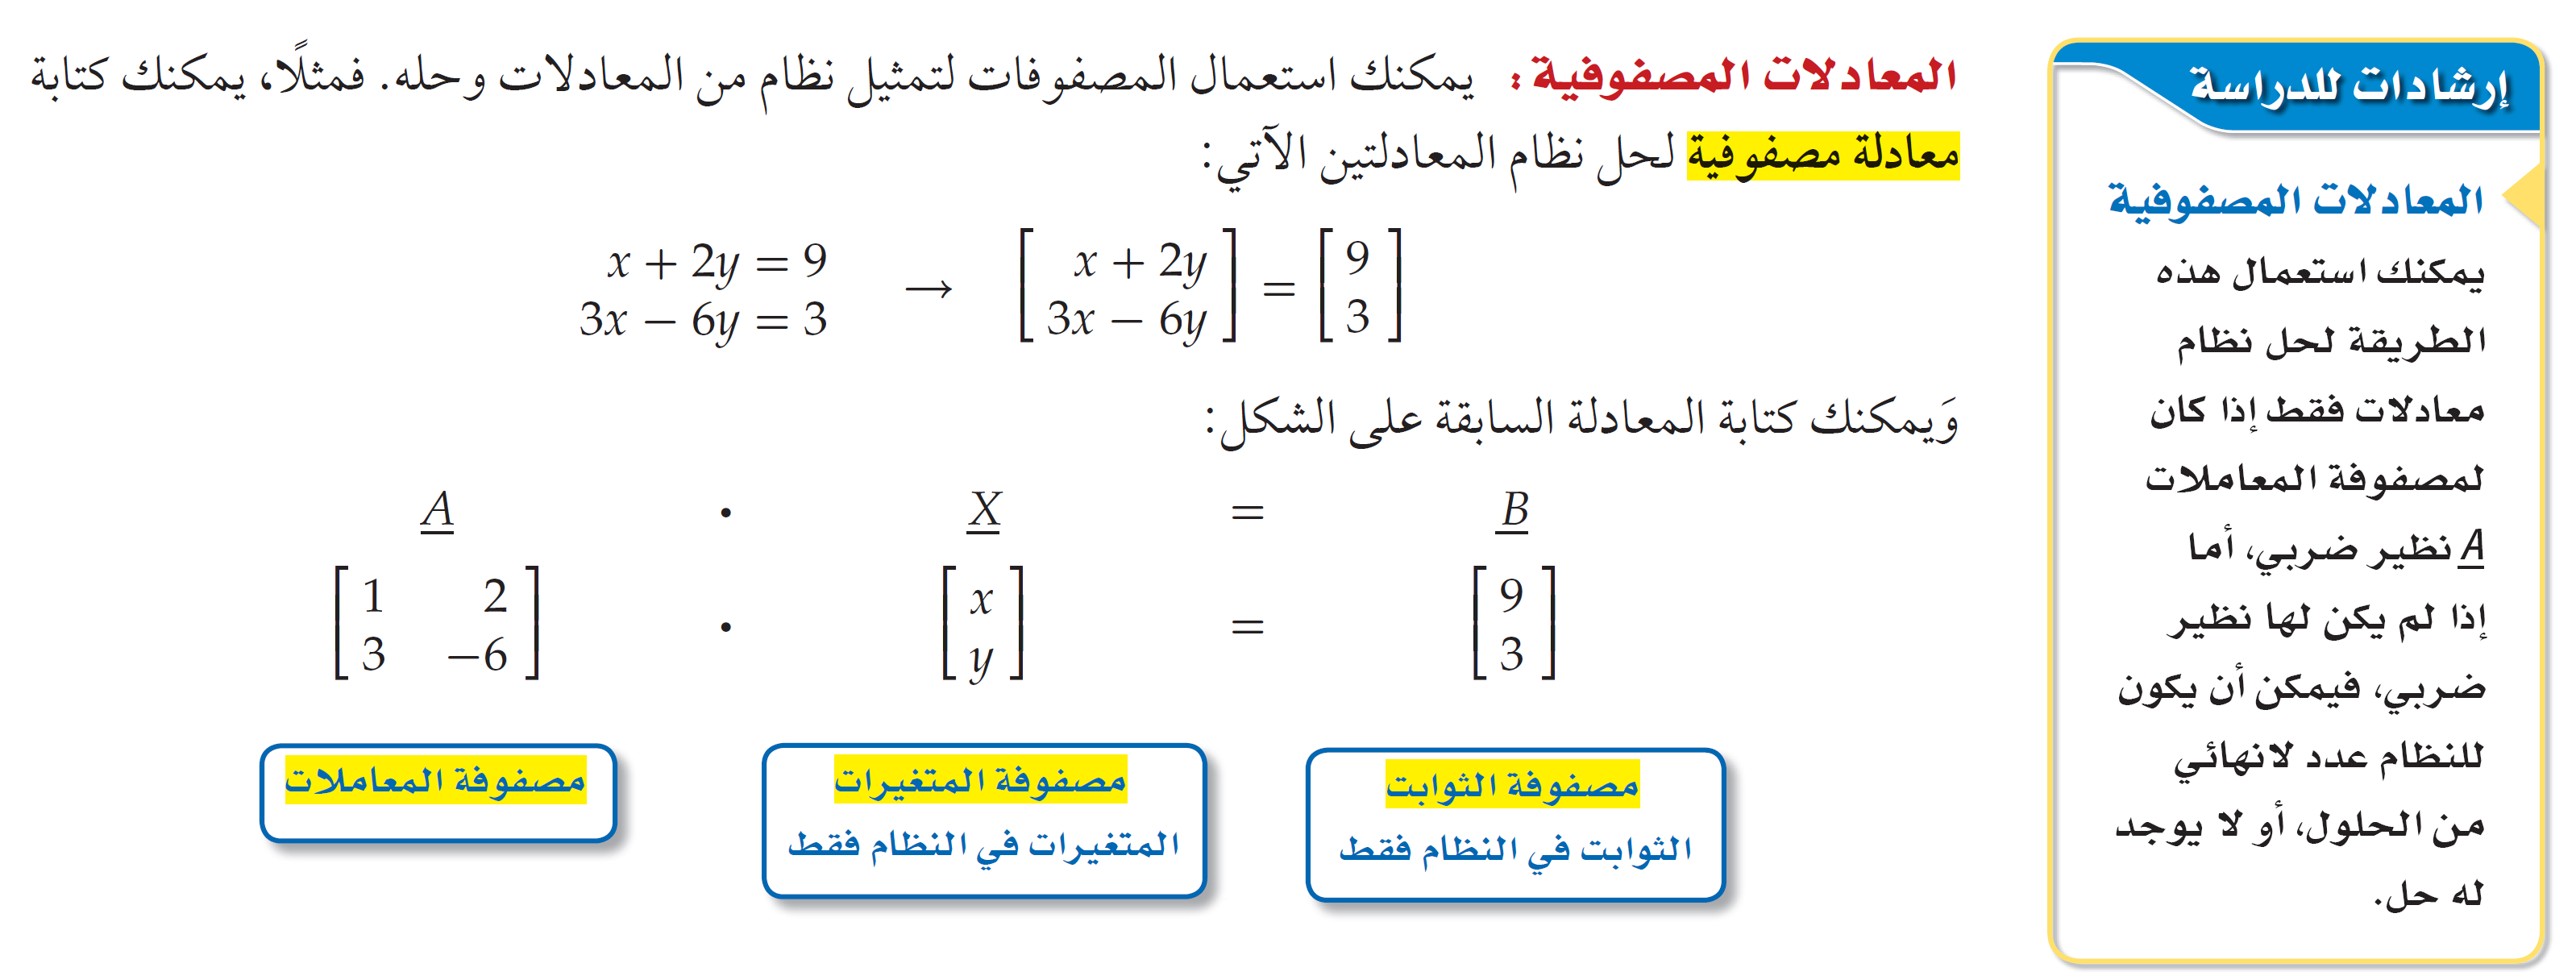 المعادلات المصفوفية: يمكنك استعمال المصفوفات لتمثيل نظام من المعادلات وحله. فمثلًا، يمكنك كتابة
معادلة مصفوفية لحل نظام المعادلتين الآتي:
x + 2y = 9
3x − 6y = 3
→
[ x + 2y ] = [ 9 ]
[ 3x − 6y ] = [ 3 ]
وَيمكنك كتابة المعادلة السابقة على الشكل:
A · X = B
[ 1 2 ] · [ x ] = [ 9 ]
[ 3 −6 ] [ y ] [ 3 ]
مصفوفة المعاملات
مصفوفة المتغيرات
المتغيرات في النظام فقط
مصفوفة الثوابت
الثوابت في النظام فقط
إرشادات للدراسة
المعادلات المصفوفية
يمكنك استعمال هذه
الطريقة لحل نظام
معادلات فقط إذا كان
لمصفوفة المعاملات
A نظير ضربي، أما
إذا لم يكن لها نظير
ضربي، فيمكن أن يكون
للنظام عدد لانهائي
من الحلول، أو لا يوجد
له حل.